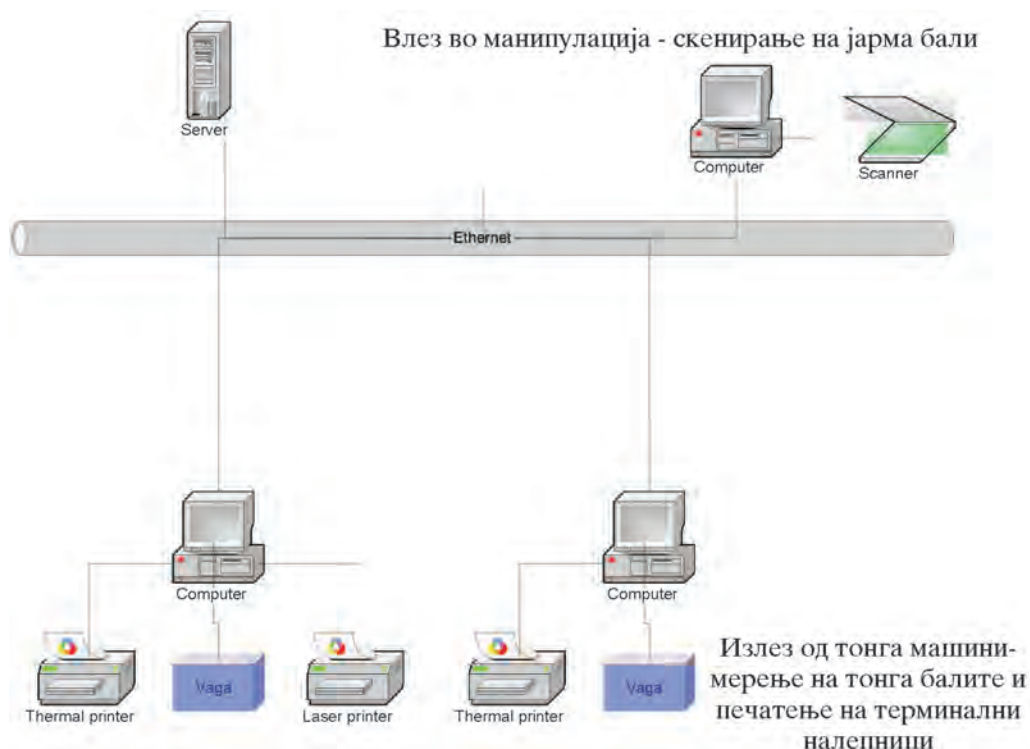 Влез во манипулација - скенирање на јарма бали
Server
Computer
Scanner
Ethernet
Computer
Computer
Thermal printer
Vaga
Laser printer
Thermal printer
Vaga
Излез од тонга машини-
мерење на тонга балите и
печатење на терминални
налепници